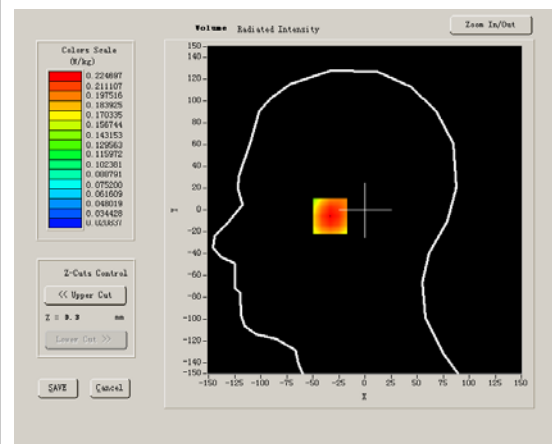 Volume Radiated Intensity
Zoom In/Out
Colors Scale
(W/kg)
0.224697
0.211107
0.197516
0.183925
0.170335
0.156744
0.143153
0.129563
0.115972
0.102381
0.088791
0.075200
0.061609
0.048019
0.034428
150
140
120
100
80
60
40
20
0
-20
-40
-60
-80
-100
-120
-140
-150
Y
-150 -125 -100 -75 -50 -25 0 25 50 75 100 125 150
X
Z-Cuts Control
<< Upper Cut
Z = mm
Lower Cut >>
SAVE
Cancel